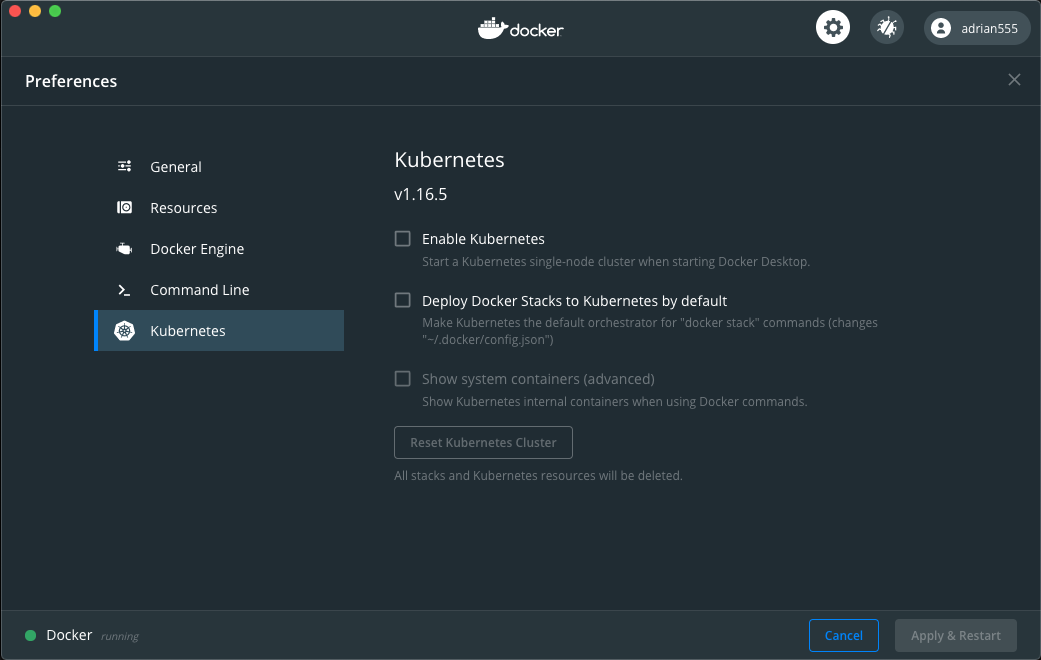 docker
adrian555
Preferences
General
Resources
Docker Engine
Command Line
Kubernetes
Kubernetes
v1.16.5
Enable Kubernetes
Start a Kubernetes single-node cluster when starting Docker Desktop.
Deploy Docker Stacks to Kubernetes by default
Make Kubernetes the default orchestrator for "docker stack" commands (changes
"~/.docker/config.json")
Show system containers (advanced)
Show Kubernetes internal containers when using Docker commands.
Reset Kubernetes Cluster
All stacks and Kubernetes resources will be deleted.
Docker running
Cancel
Apply & Restart